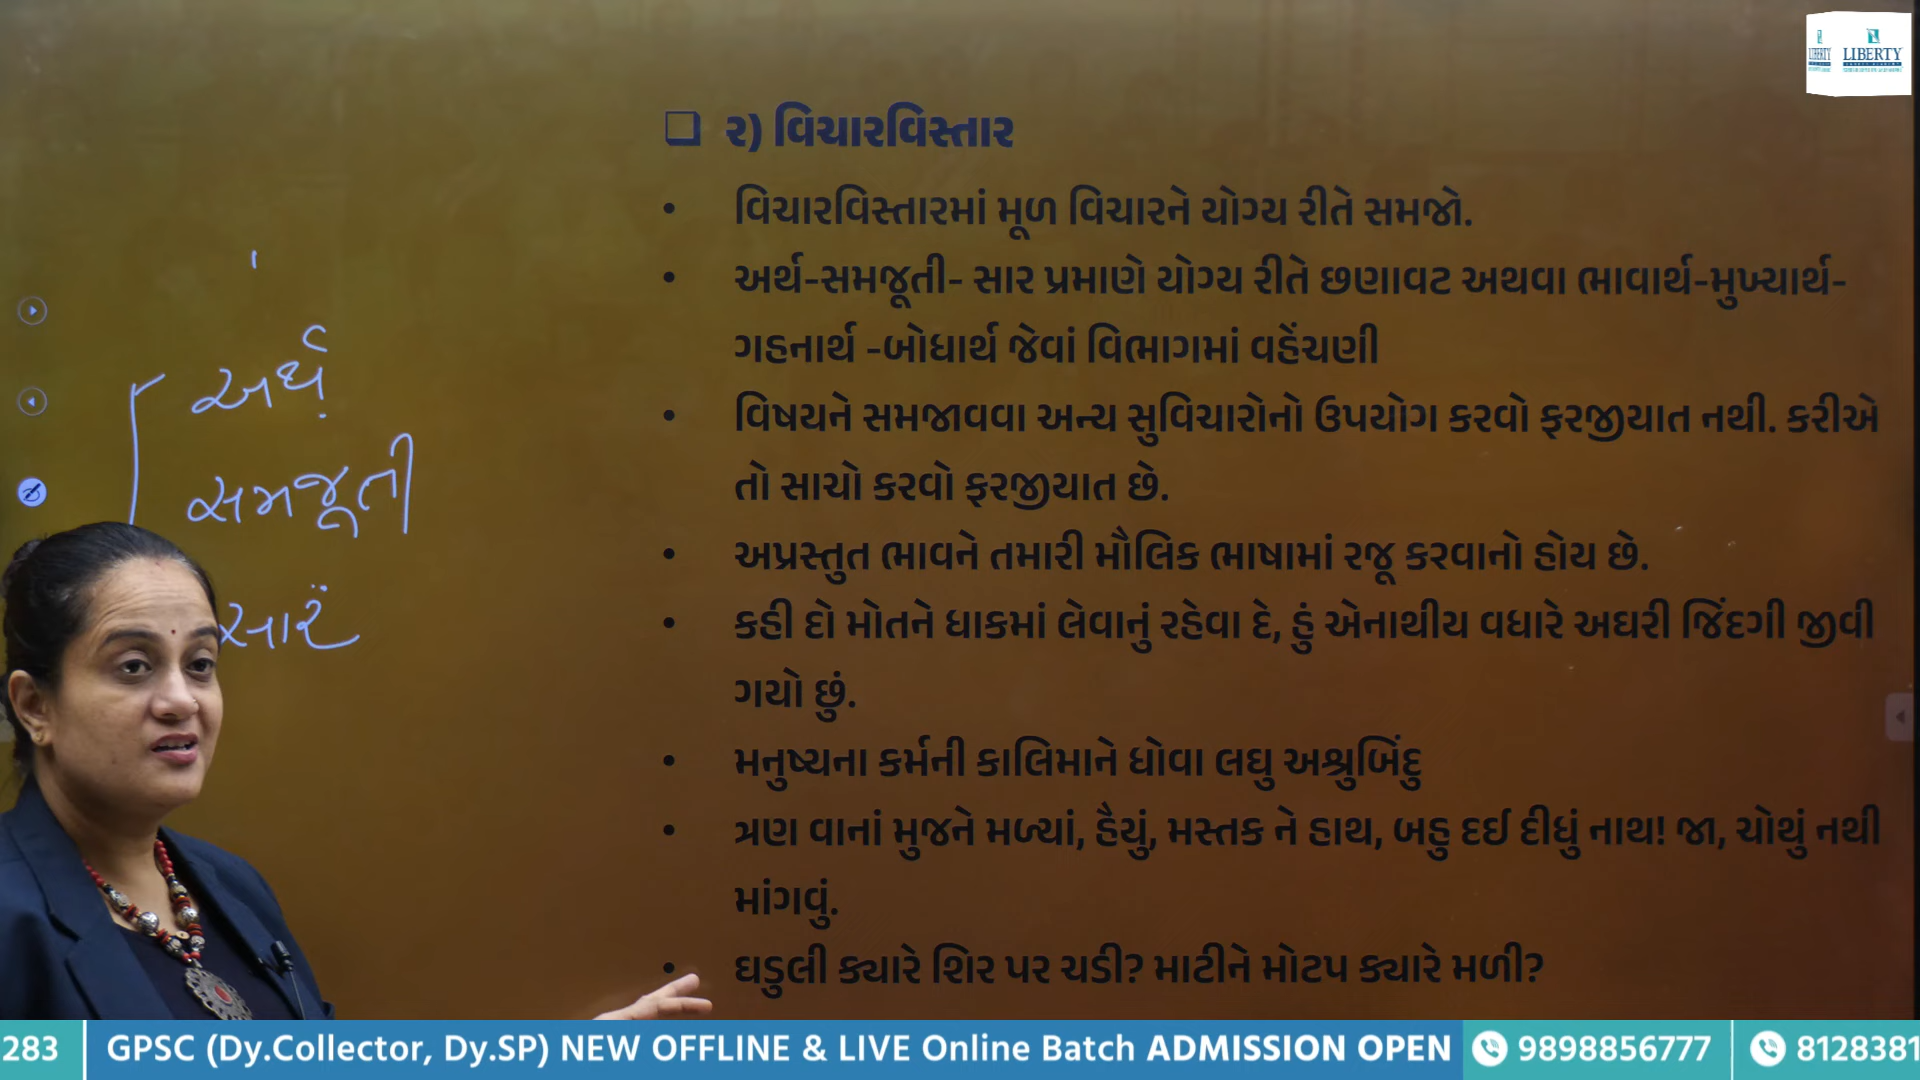 LIBERTY
LIBERTY
૨) વિચારવિસ્તાર
• વિચારવિસ્તારમાં મૂળ વિચારને યોગ્ય રીતે સમજો.
• અર્થ-સમજૂતી- સાર પ્રમાણે યોગ્ય રીતે છણાવટ અથવા ભાવાર્થ-મુખ્યાર્થ-
ગહનાર્થ -બોધાર્થ જેવાં વિભાગમાં વહેંચણી
• વિષયને સમજાવવા અન્ય સુવિચારોનો ઉપયોગ કરવો ફરજીયાત નથી. કરીએ
તો સાચો કરવો ફરજીયાત છે.
• અપ્રસ્તુત ભાવને તમારી મૌલિક ભાષામાં રજૂ કરવાનો હોય છે.
• કહી દો મોતને ધાકમાં લેવાનું રહેવા દે, હું એનાથીય વધારે અઘરી જિંદગી જીવી
ગયો છું.
• મનુષ્યના કર્મની કાલિમાને ધોવા લઘુ અશ્રુબિંદુ
• ત્રણ વાનાં મુજને મળ્યાં, હૈયું, મસ્તક ને હાથ, બહુ દઈ દીધું નાથ! જા, ચોથું નથી
માંગવું.
• ઘડુલી ક્યારે શિર પર ચડી? માટીને મોટપ ક્યારે મળી?
અર્થ
સમજૂતી
સાર
283
GPSC (Dy.Collector, Dy.SP) NEW OFFLINE & LIVE Online Batch ADMISSION OPEN
9898856777
8128381